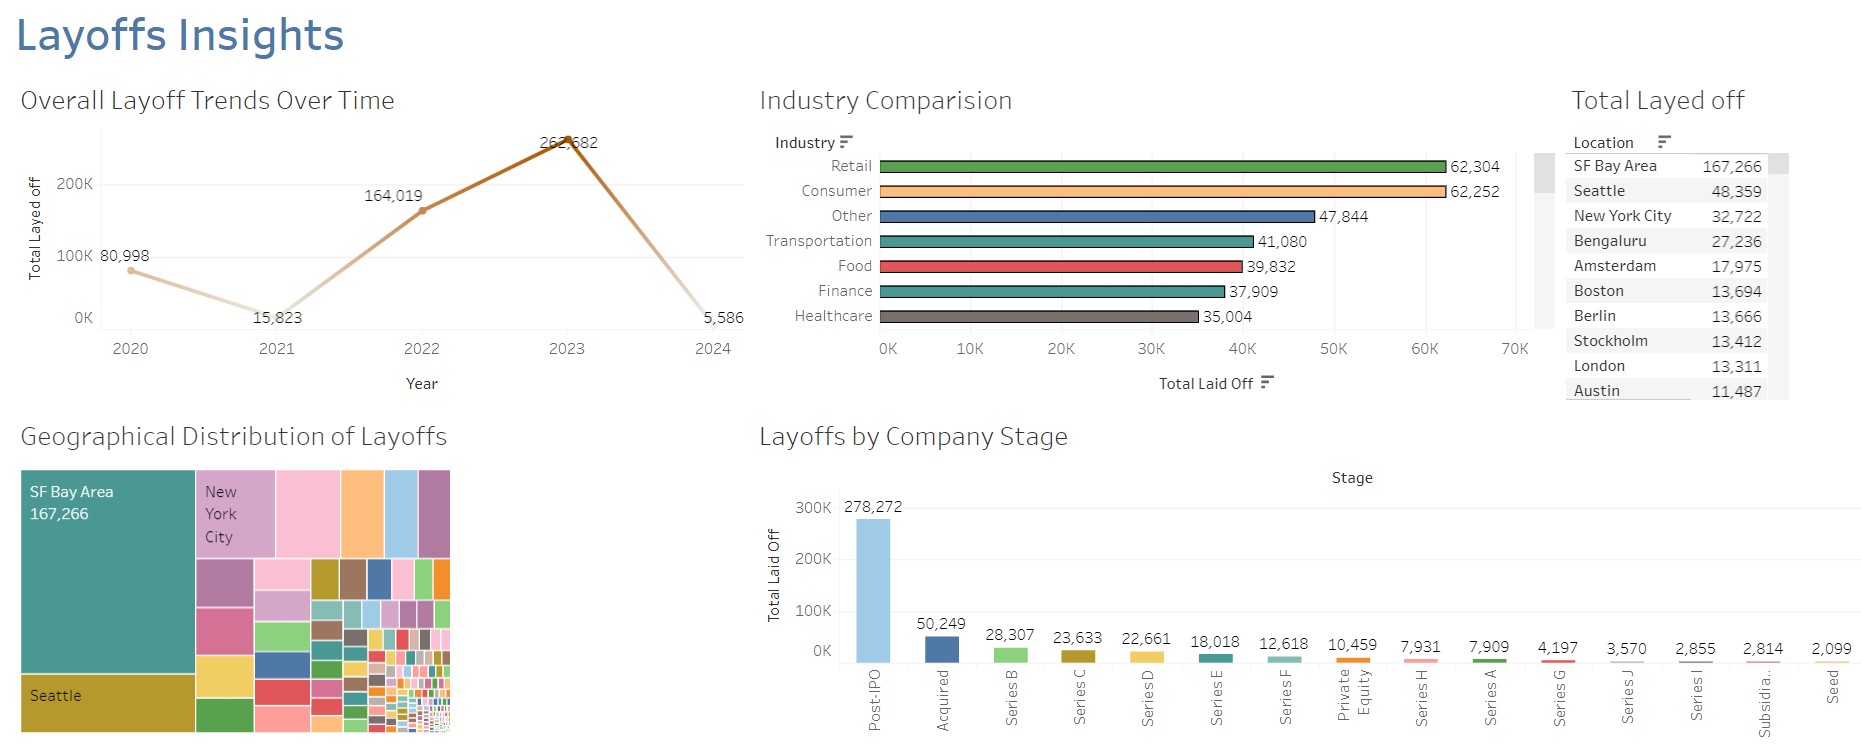 Layoffs Insights
Overall Layoff Trends Over Time
Total Layed off
200K
100K
0K
80,998
15,823
164,019
262,682
5,586
2020
2021
2022
2023
2024
Year
Industry Comparision
Industry
Retail
62,304
Consumer
62,252
Other
47,844
Transportation
41,080
Food
39,832
Finance
37,909
Healthcare
35,004
0K
10K
20K
30K
40K
50K
60K
70K
Total Laid Off
Total Layed off
Location
SF Bay Area 167,266
Seattle 48,359
New York City 32,722
Bengaluru 27,236
Amsterdam 17,975
Boston 13,694
Berlin 13,666
Stockholm 13,412
London 13,311
Austin 11,487
Geographical Distribution of Layoffs
SF Bay Area
167,266
New
York
City
Seattle
Layoffs by Company Stage
Stage
Total Laid Off
300K
200K
100K
0K
278,272
50,249
28,307
23,633
22,661
18,018
12,618
10,459
7,931
7,909
4,197
3,570
2,855
2,814
2,099
Post-IPO
Acquired
Series B
Series C
Series D
Series E
Series F
Private
Equity
Series H
Series A
Series G
Series J
Series I
Subsidia..
Seed